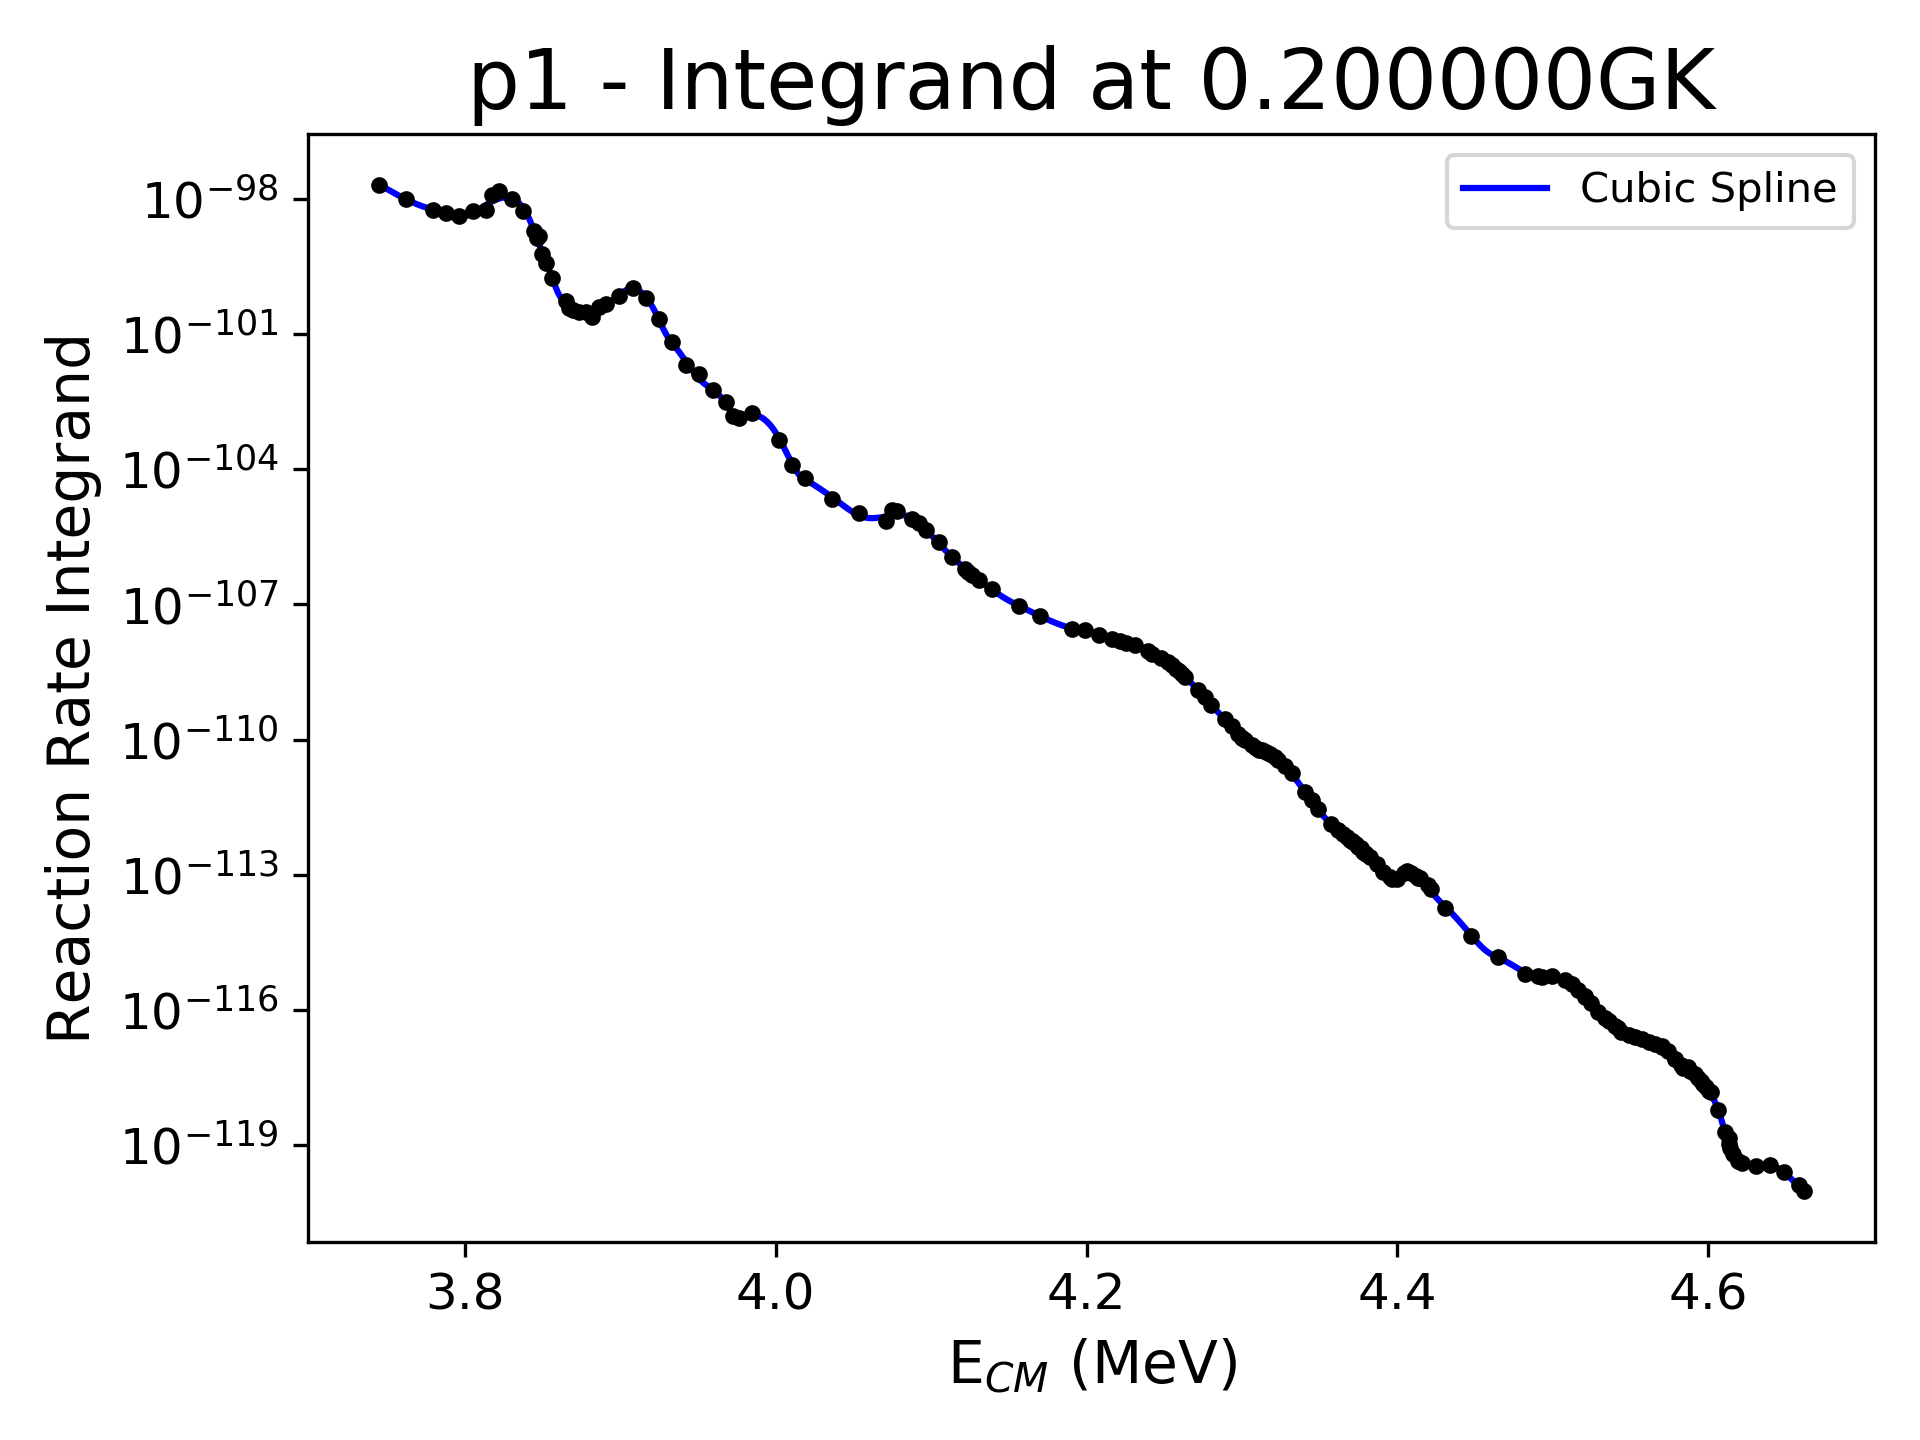 p1 - Integrand at 0.200000GK
Cubic Spline
Reaction Rate Integrand
10⁻⁹⁸
10⁻¹⁰¹
10⁻¹⁰⁴
10⁻¹⁰⁷
10⁻¹¹⁰
10⁻¹¹³
10⁻¹¹⁶
10⁻¹¹⁹
3.8 4.0 4.2 4.4 4.6
E_CM (MeV)